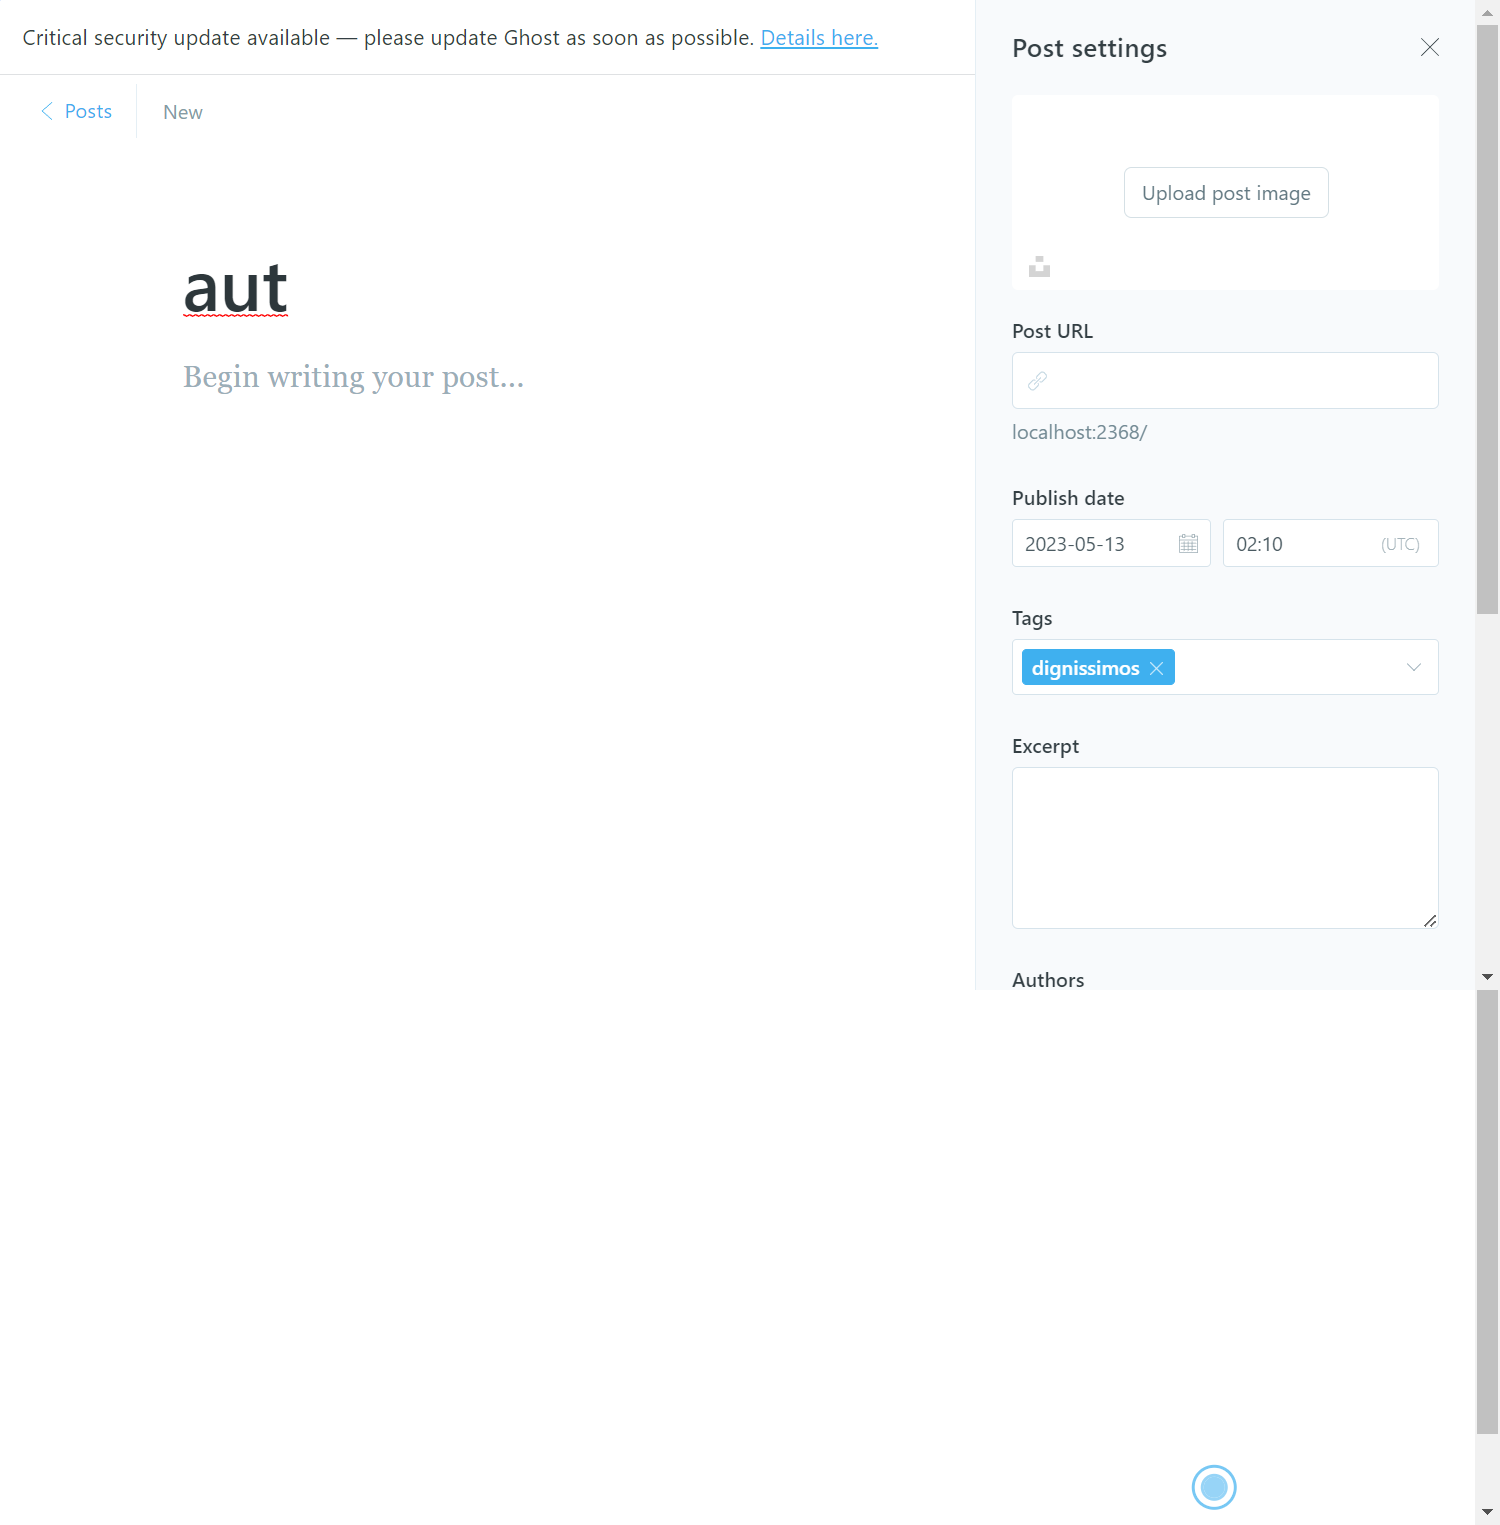 Critical security update available — please update Ghost as soon as possible. Details here.
Posts
New
aut
Begin writing your post...
Post settings
Upload post image
Post URL
localhost:2368/
Publish date
2023-05-13
02:10 (UTC)
Tags
dignissimos
Excerpt
Authors